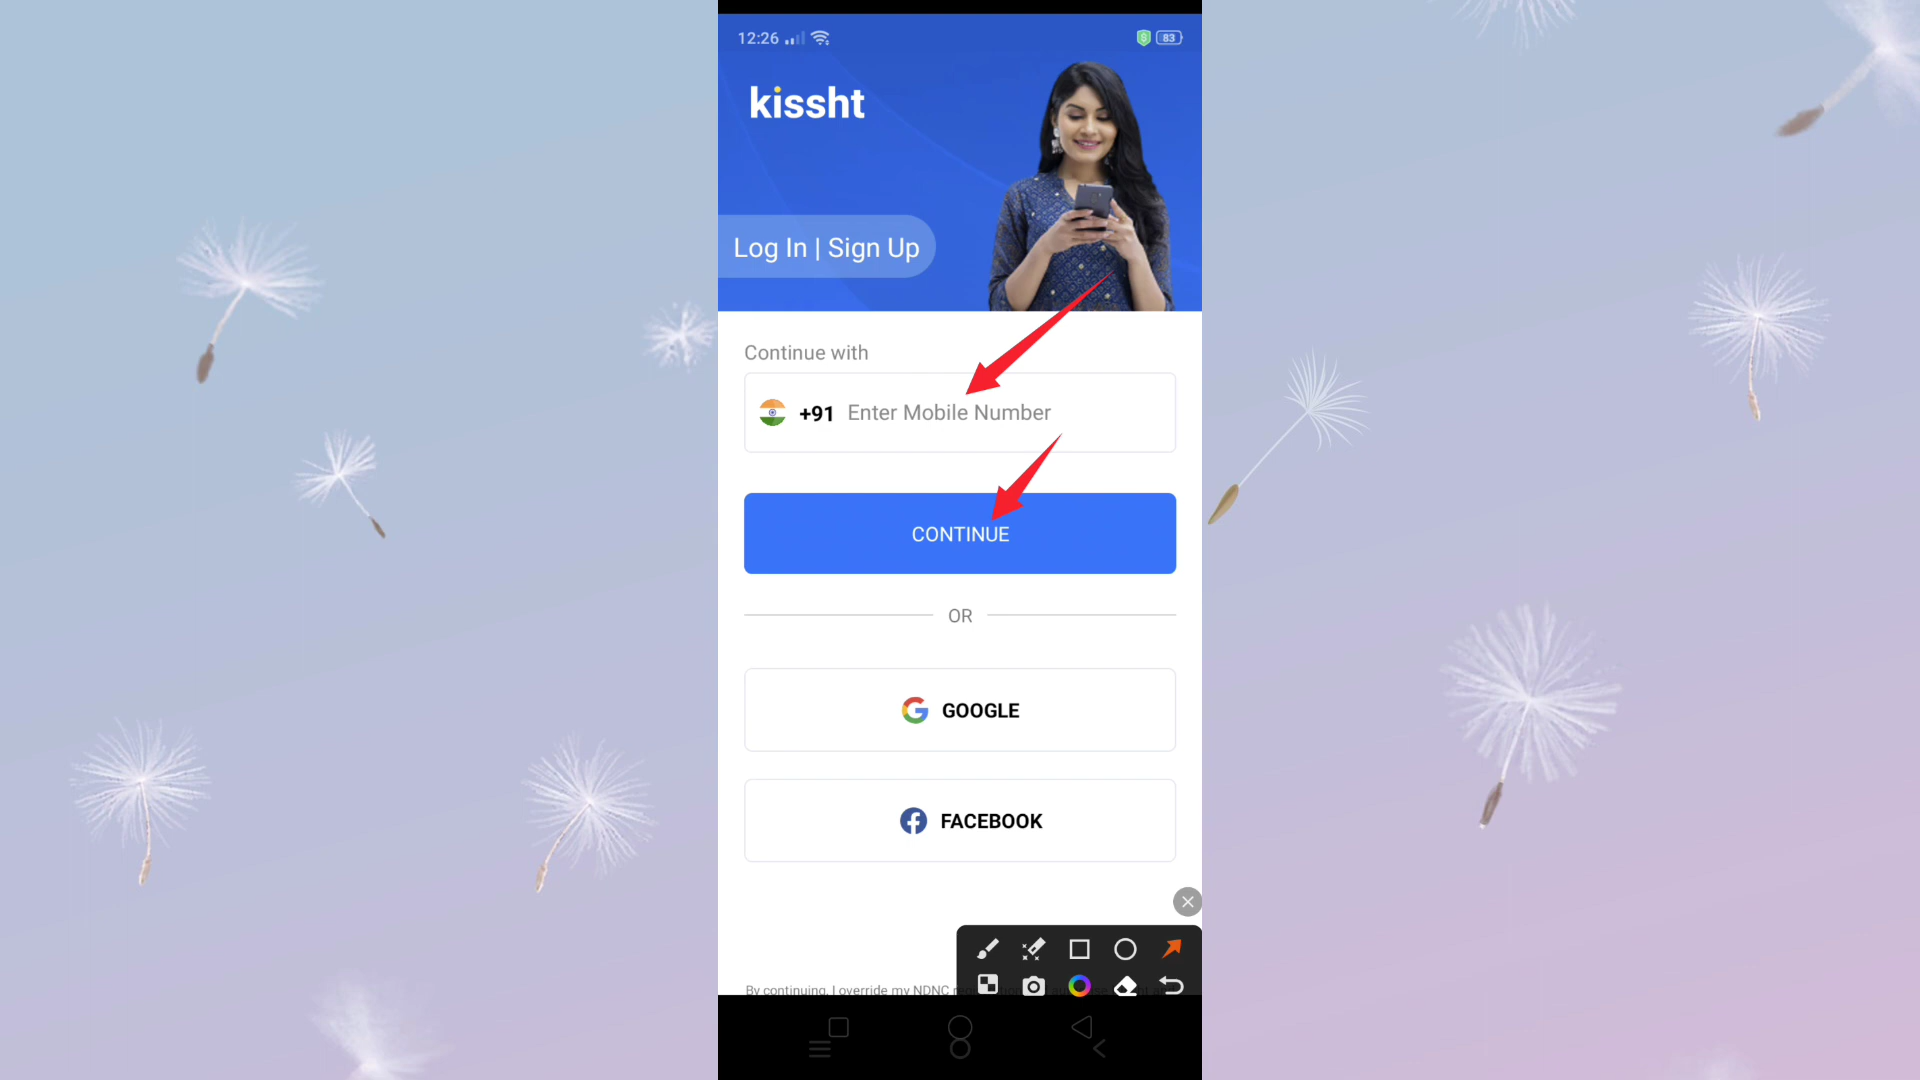 12:26
83
kissht
Log In | Sign Up
Continue with
+91 Enter Mobile Number
CONTINUE
OR
GOOGLE
FACEBOOK
By continuing, I override my NDNC